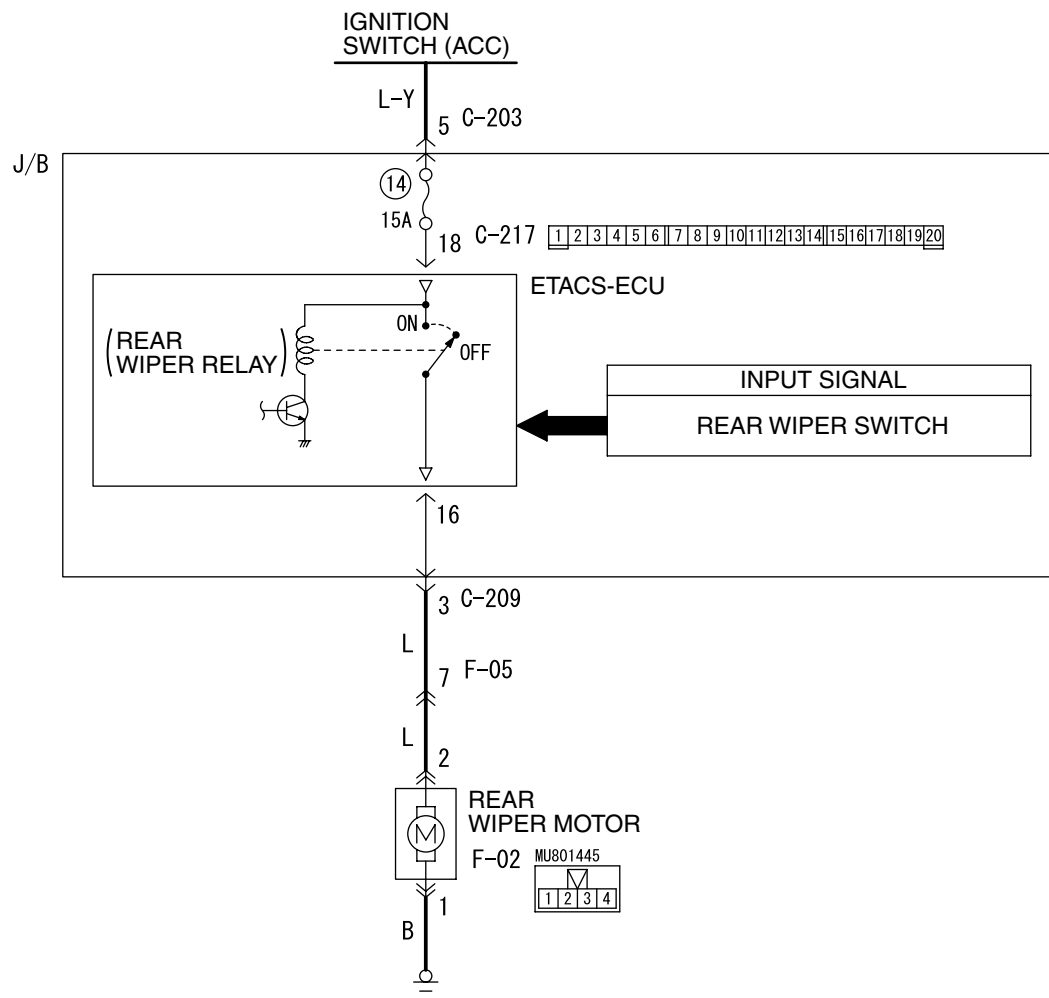 IGNITION
SWITCH (ACC)
L-Y
5 C-203
J/B
14
15A
18 C-217 1 2 3 4 5 6 7 8 9 10 11 12 13 14 15 16 17 18 19 20
ETACS-ECU
(REAR
WIPER RELAY)
ON
OFF
INPUT SIGNAL
REAR WIPER SWITCH
16
3 C-209
L
7 F-05
L
2
REAR
WIPER MOTOR
M
F-02 MU801445
1 2 3 4
1
B